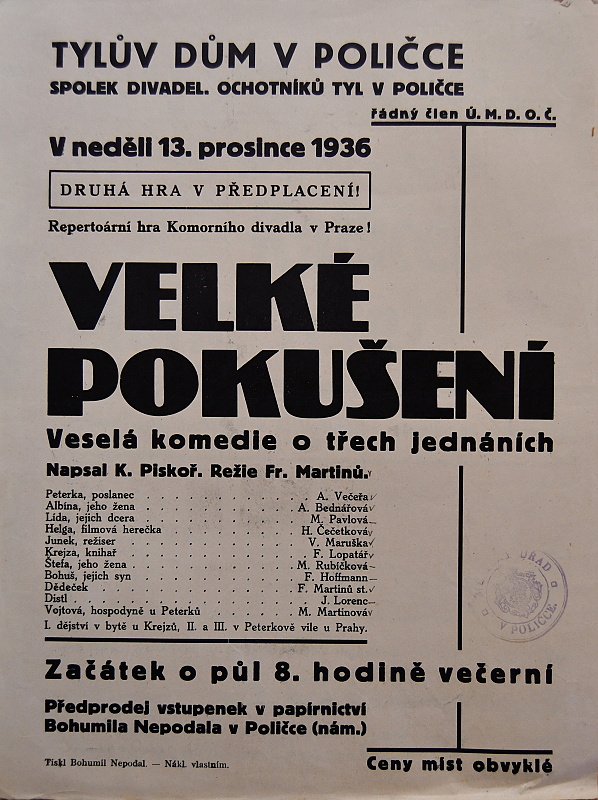 TYLŮV DŮM V POLIČCE
SPOLEK DIVADEL. OCHOTNÍKŮ TYL V POLIČCE
řádný člen Ú. M. D. O. Č.
V neděli 13. prosince 1936
DRUHÁ HRA V PŘEDPLACENÍ!
Repertoární hra Komorního divadla v Praze!
VELKÉ
POKUŠENÍ
Veselá komedie o třech jednáních
Napsal K. Piskoř. Režie Fr. Martinů.
Peterka, poslanec . . . . . . . . . . . A. Večeřa
Albína, jeho žena . . . . . . . . . . . A. Bednářová
Lída, jejich dcera . . . . . . . . . . . M. Pavlová
Helga, filmová herečka . . . . . . . . . H. Čečetková
Junek, režiser . . . . . . . . . . . V. Maruška
Krejza, knihař . . . . . . . . . . . F. Lopatář
Štefa, jeho žena . . . . . . . . . . . M. Rubíčková
Bohuš, jejich syn . . . . . . . . . . . F. Hoffmann
Dědeček . . . . . . . . . . . F. Martinů st.
Distl . . . . . . . . . . . J. Lorenc
Vojtová, hospodyně u Peterků . . . . . . . M. Martinová
I. dějství v bytě u Krejzů, II. a III. v Peterkově vile u Prahy.
ÚŘAD
V POLIČCE
Začátek o půl 8. hodině večerní
Předprodej vstupenek v papírnictví
Bohumila Nepodala v Poličce (nám.)
Tiskl Bohumil Nepodal. — Nákl. vlastním.
Ceny míst obvyklé